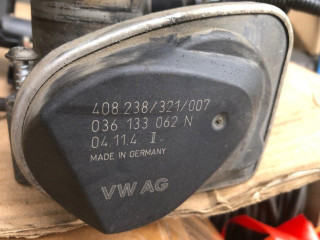 408 238/321/007
036 133 062 N
04.11.4 I
MADE IN GERMANY
VW AG